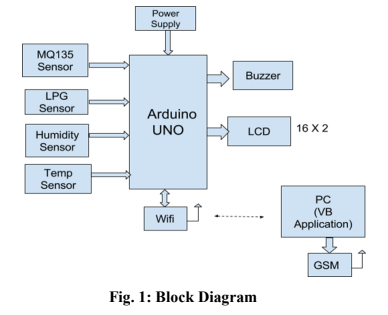 Power
Supply
MQ135
Sensor
LPG
Sensor
Humidity
Sensor
Temp
Sensor
Arduino
UNO
Buzzer
LCD
16 X 2
Wifi
PC
(VB
Application)
GSM
Fig. 1: Block Diagram